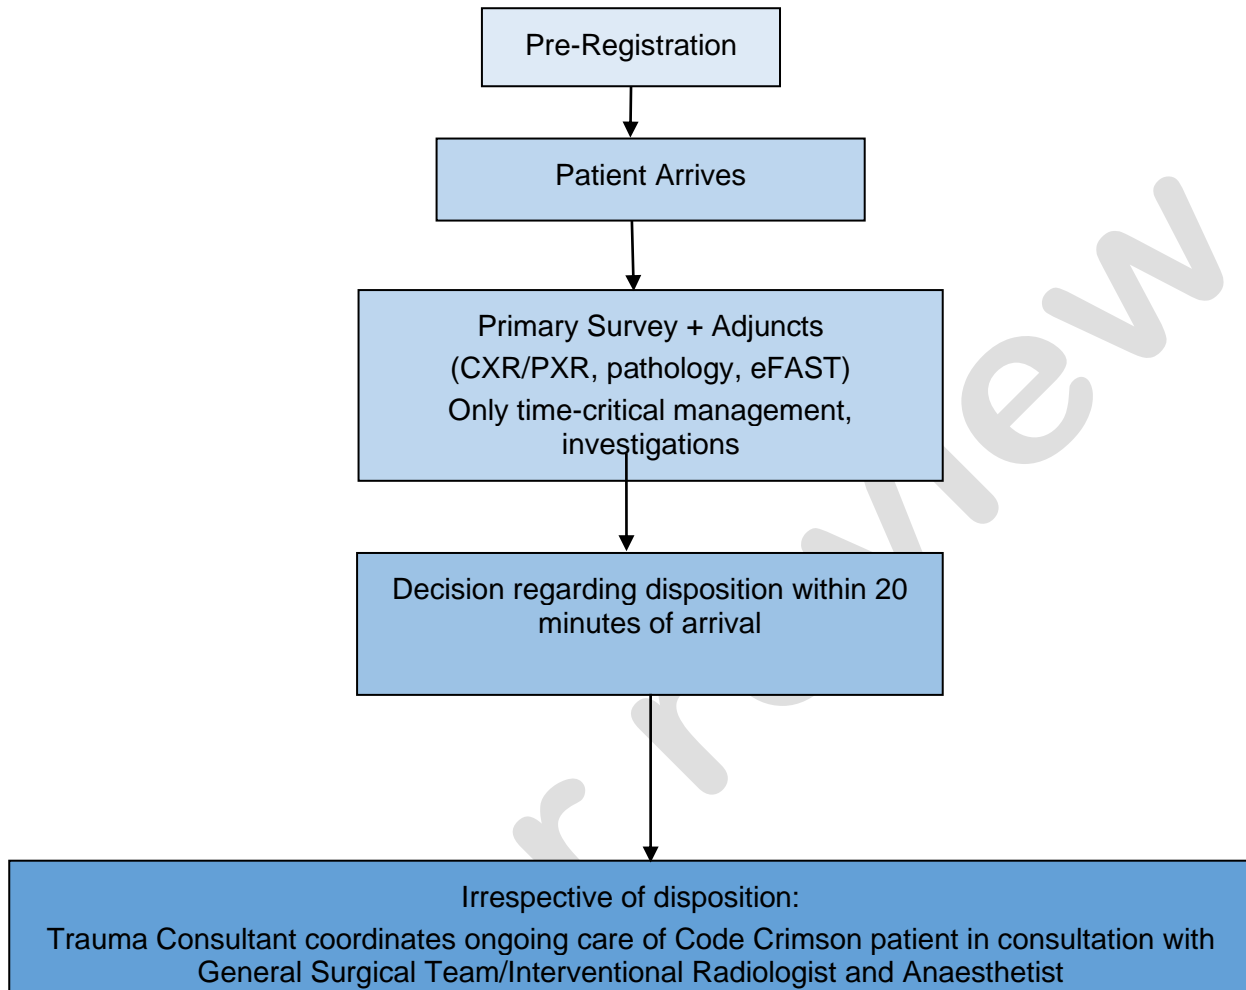 Pre-Registration
Patient Arrives
Primary Survey + Adjuncts
(CXR/PXR, pathology, eFAST)
Only time-critical management,
investigations
Decision regarding disposition within 20
minutes of arrival
Irrespective of disposition:
Trauma Consultant coordinates ongoing care of Code Crimson patient in consultation with
General Surgical Team/Interventional Radiologist and Anaesthetist
r review